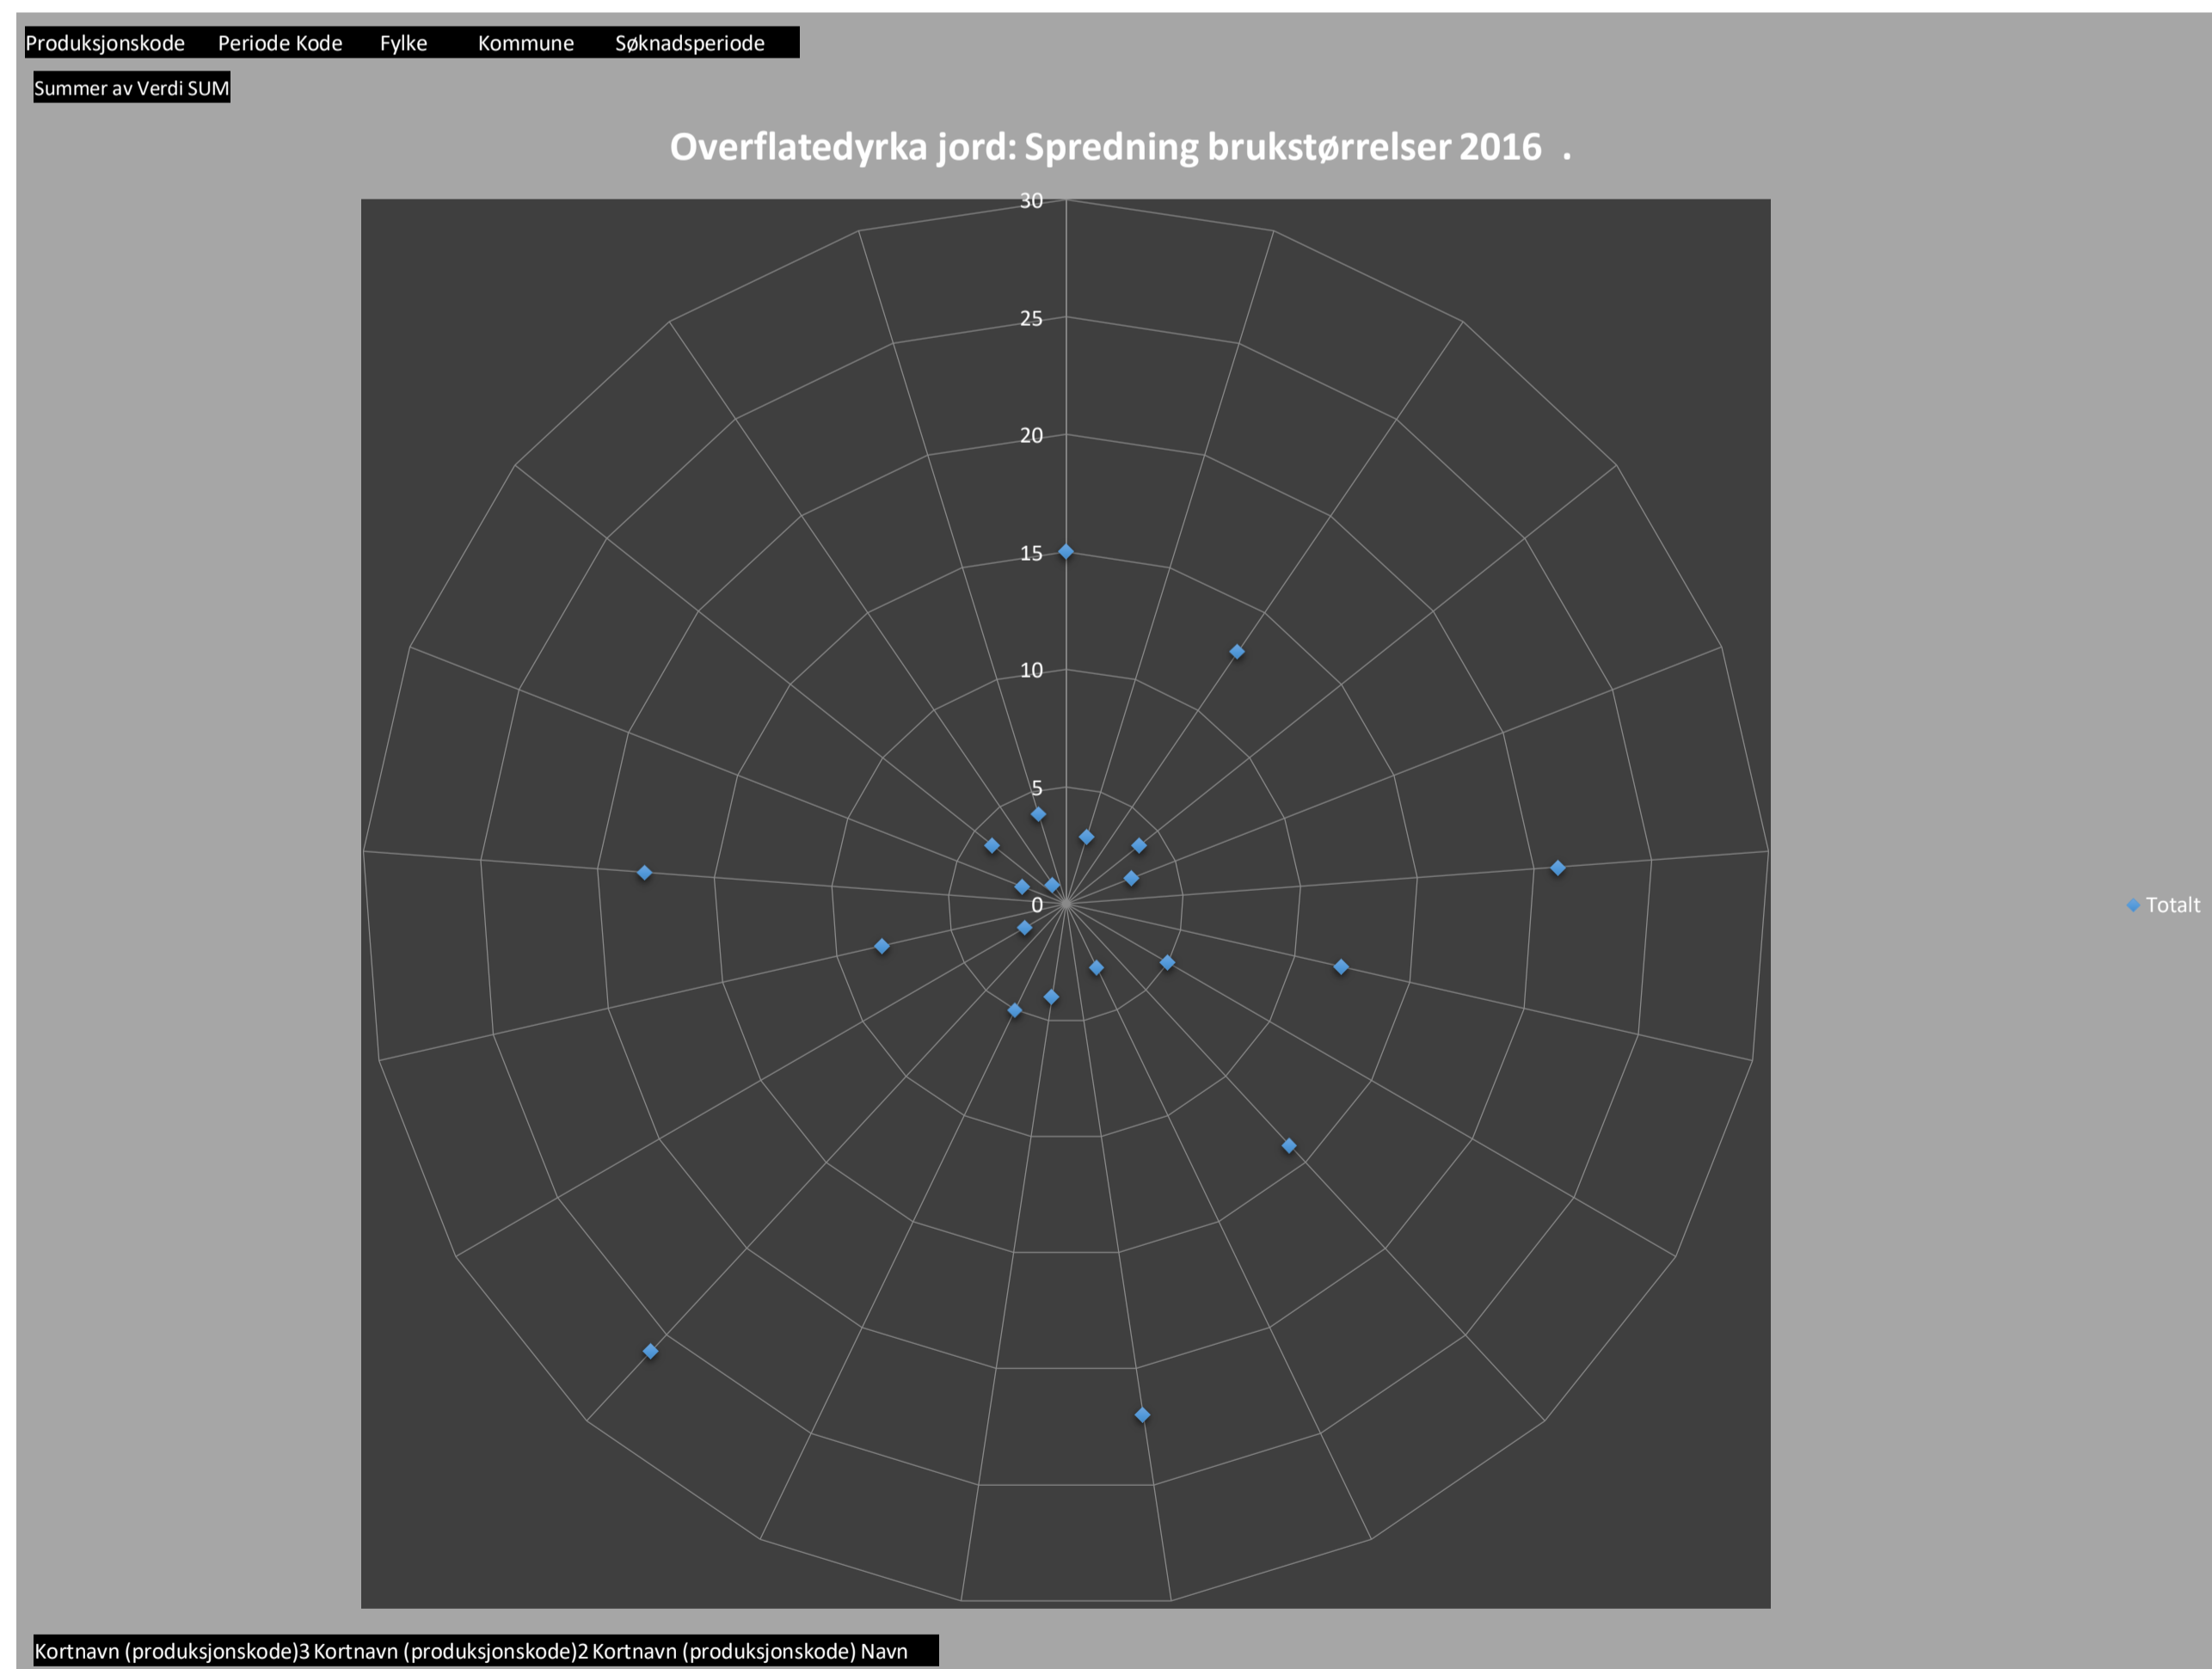 Produksjonskode Periode Kode Fylke Kommune Søknadsperiode
Summer av Verdi SUM
Overflatedyrka jord: Spredning brukstørrelser 2016 .
30
25
20
15
10
5
0
Totalt
Kortnavn (produksjonskode)3 Kortnavn (produksjonskode)2 Kortnavn (produksjonskode) Navn